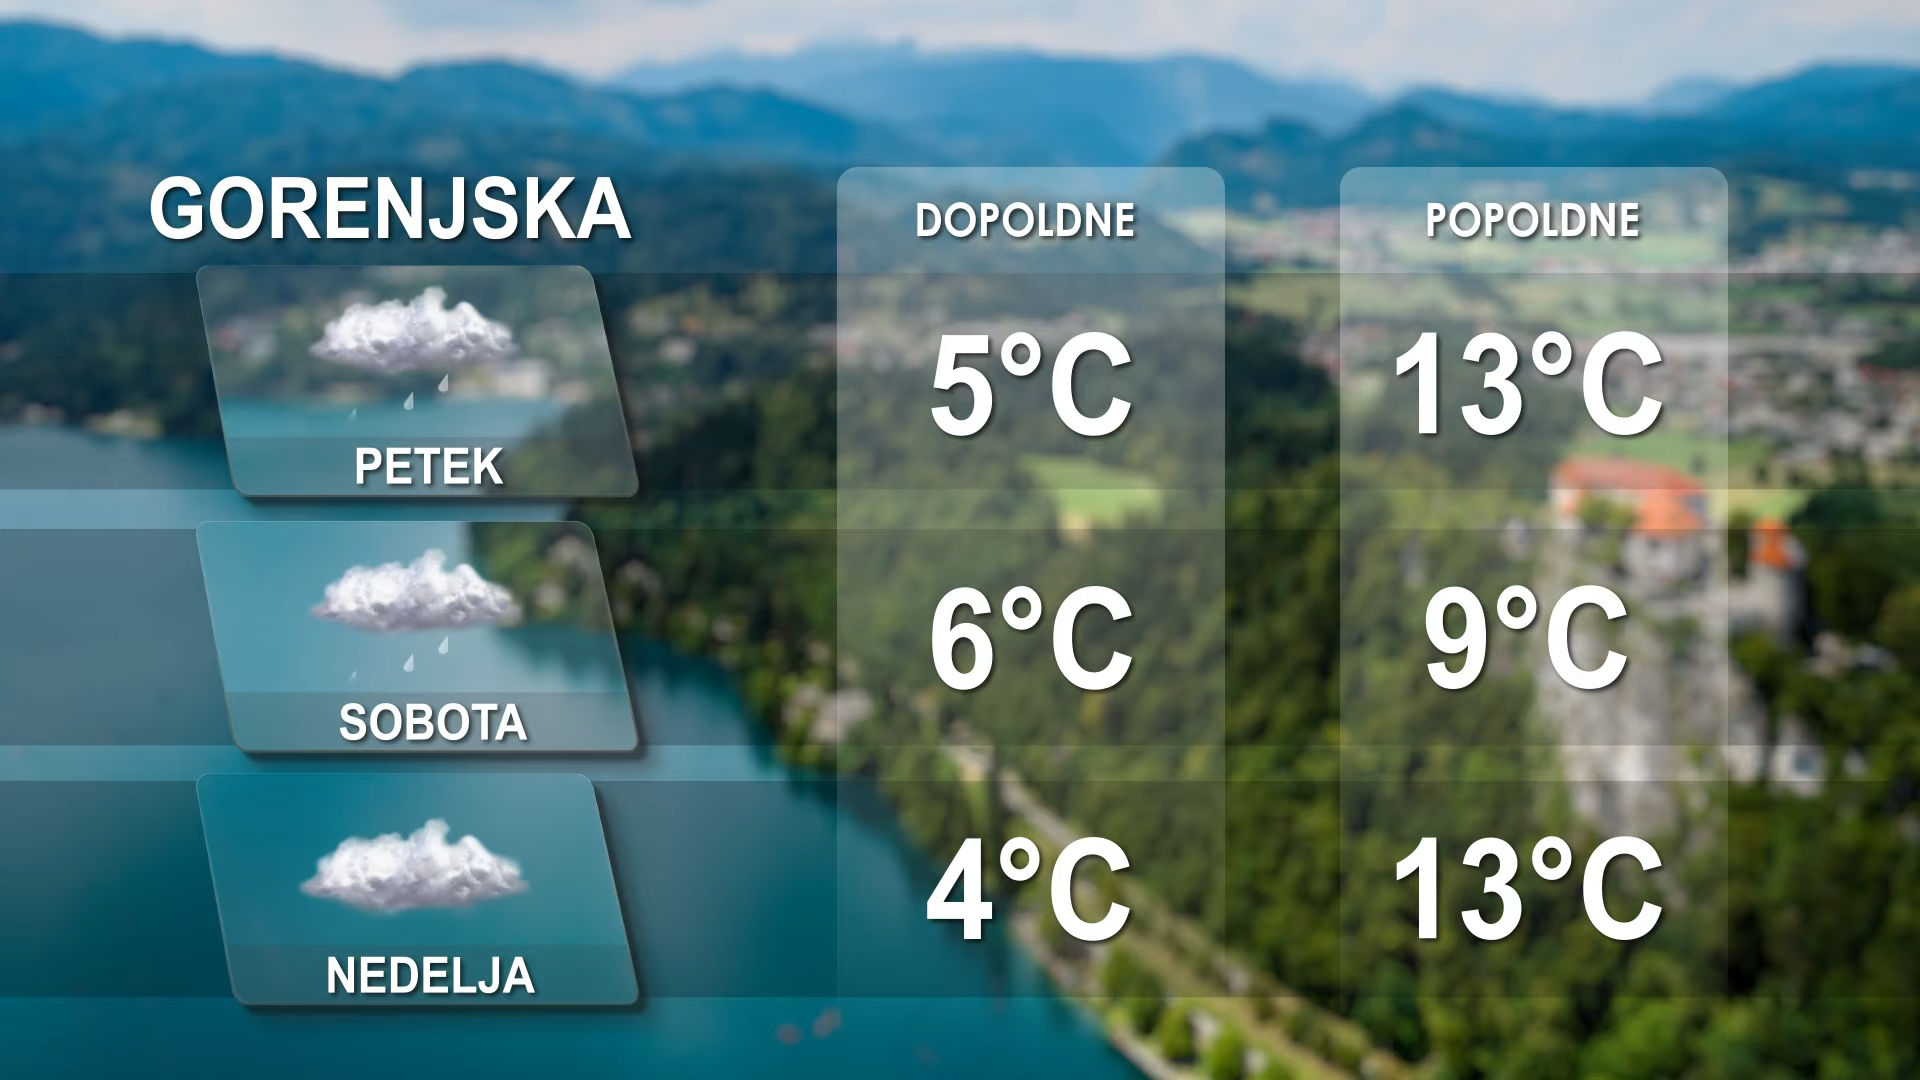 GORENJSKA DOPOLDNE POPOLDNE
PETEK 5°C 13°C
SOBOTA 6°C 9°C
NEDELJA 4°C 13°C